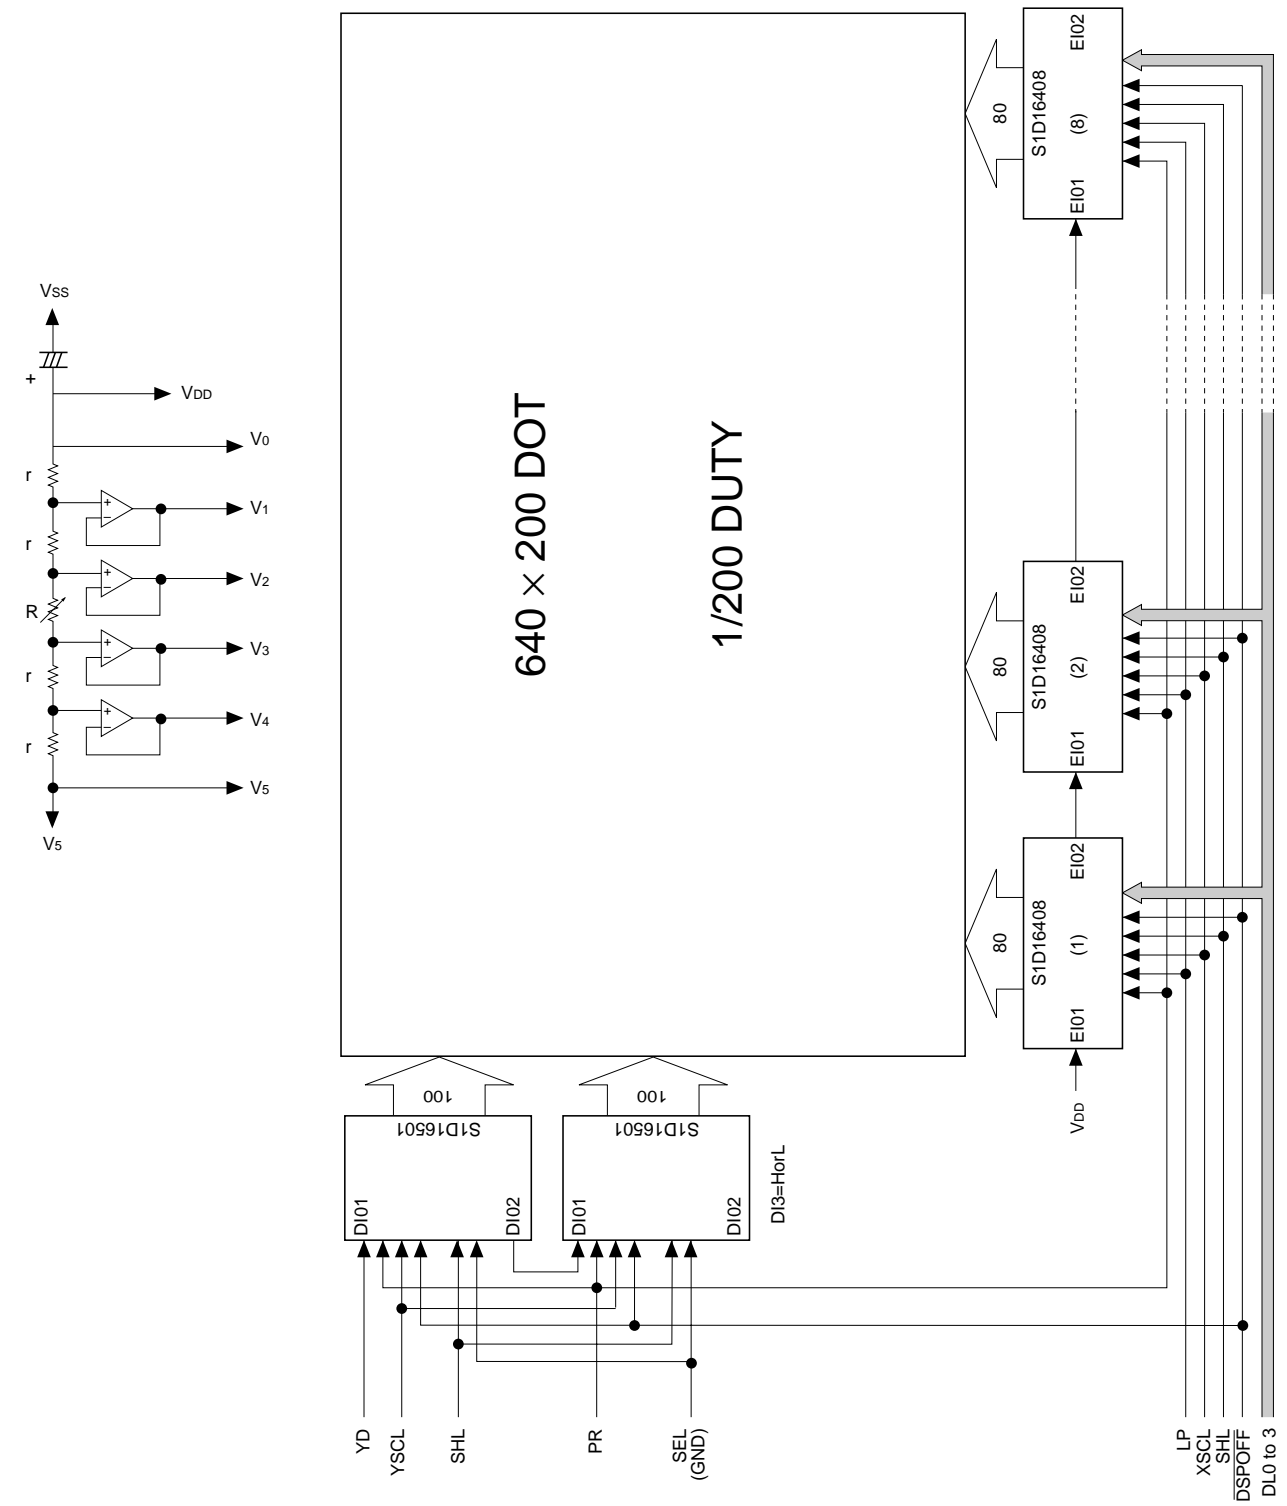 VSS
+
VDD
V0
r
V1
r
V2
R
V3
r
V4
r
V5
V5
+
−
+
−
+
−
+
−
640 × 200 DOT
1/200 DUTY
80
S1D16408
(8)
EI01
EI02
80
S1D16408
(2)
EI01
EI02
80
S1D16408
(1)
EI01
EI02
VDD
100
S1D16501
DI01
DI02
100
S1D16501
DI01
DI02
DI3=HorL
YD
YSCL
SHL
PR
SEL
(GND)
LP
XSCL
SHL
DSPOFF
DL0 to 3